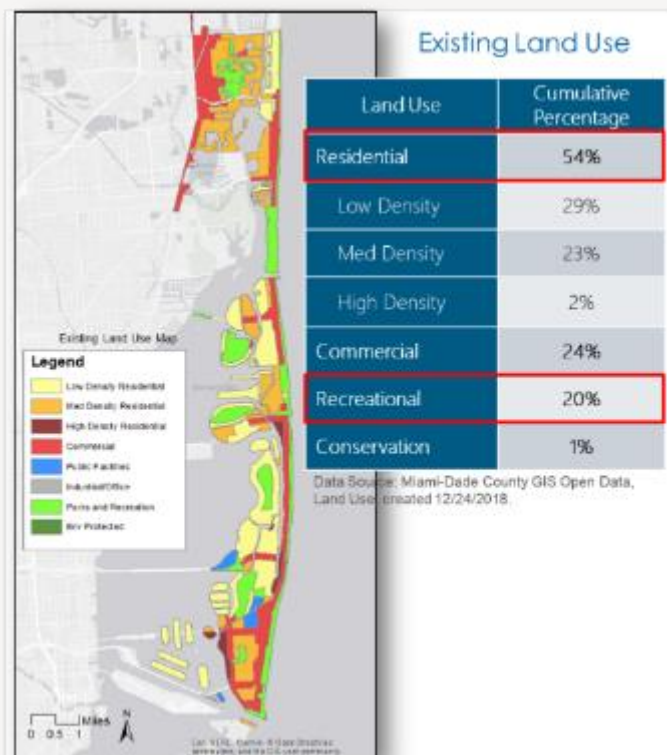 Existing Land Use
Land Use
Cumulative
Percentage
Residential
54%
Low Density
29%
Med Density
23%
High Density
2%
Commercial
24%
Recreational
20%
Conservation
1%
Data Source: Miami-Dade County GIS Open Data,
Land Use, created 12/24/2018.
Existing Land Use Map
Legend
Low Density Residential
Med Density Residential
High Density Residential
Commercial
Public Facilities
Industrial/Office
Parks and Recreation
Env Protected
Miles
0 0.5 1
N